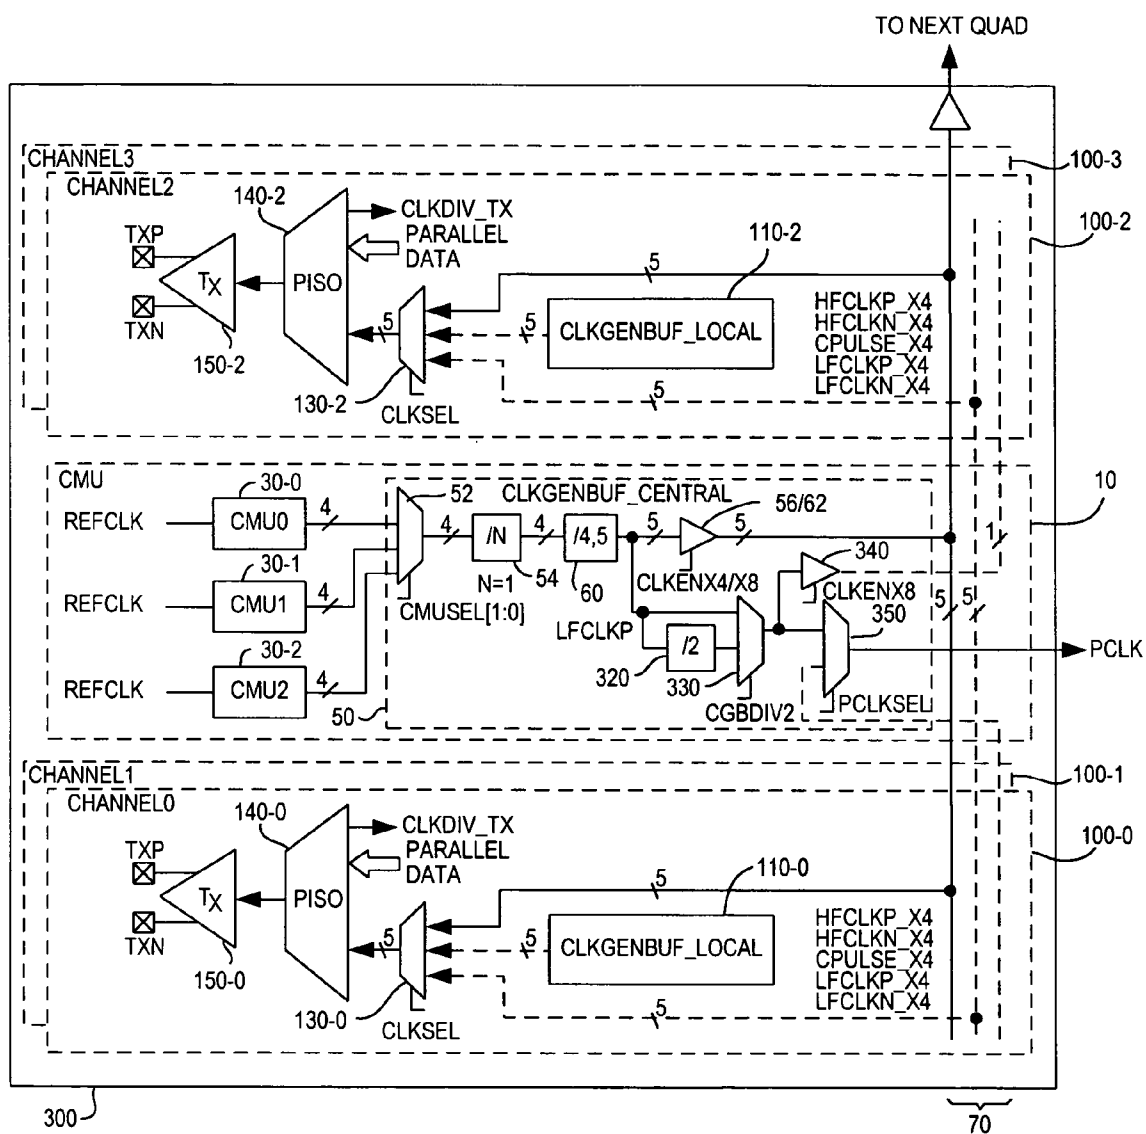 TO NEXT QUAD
CHANNEL3
100-3
CHANNEL2
140-2
CLKDIV_TX
100-2
TXP
PARALLEL
DATA
110-2
TX
PISO
5
HFCLKP_X4
HFCLKN_X4
CPULSE_X4
LFCLKP_X4
LFCLKN_X4
5
5
CLKGENBUF_LOCAL
TXN
150-2
130-2
5
CLKSEL
CMU
30-0
52
CLKGENBUF_CENTRAL
56/62
10
REFCLK
CMU0
4
4
/N
4
/4,5
5
5
340
1
30-1
N=1
54
60
CLKENX4/X8
CLKENX8
REFCLK
CMU1
4
CMUSEL[1:0]
350
5
5
30-2
LFCLKP
/2
PCLK
REFCLK
CMU2
4
320
330
50
CGBDIV2
PCLKSEL
CHANNEL1
100-1
CHANNEL0
140-0
CLKDIV_TX
100-0
TXP
PARALLEL
DATA
110-0
TX
PISO
5
HFCLKP_X4
HFCLKN_X4
CPULSE_X4
LFCLKP_X4
LFCLKN_X4
5
5
CLKGENBUF_LOCAL
TXN
150-0
130-0
5
CLKSEL
300
70